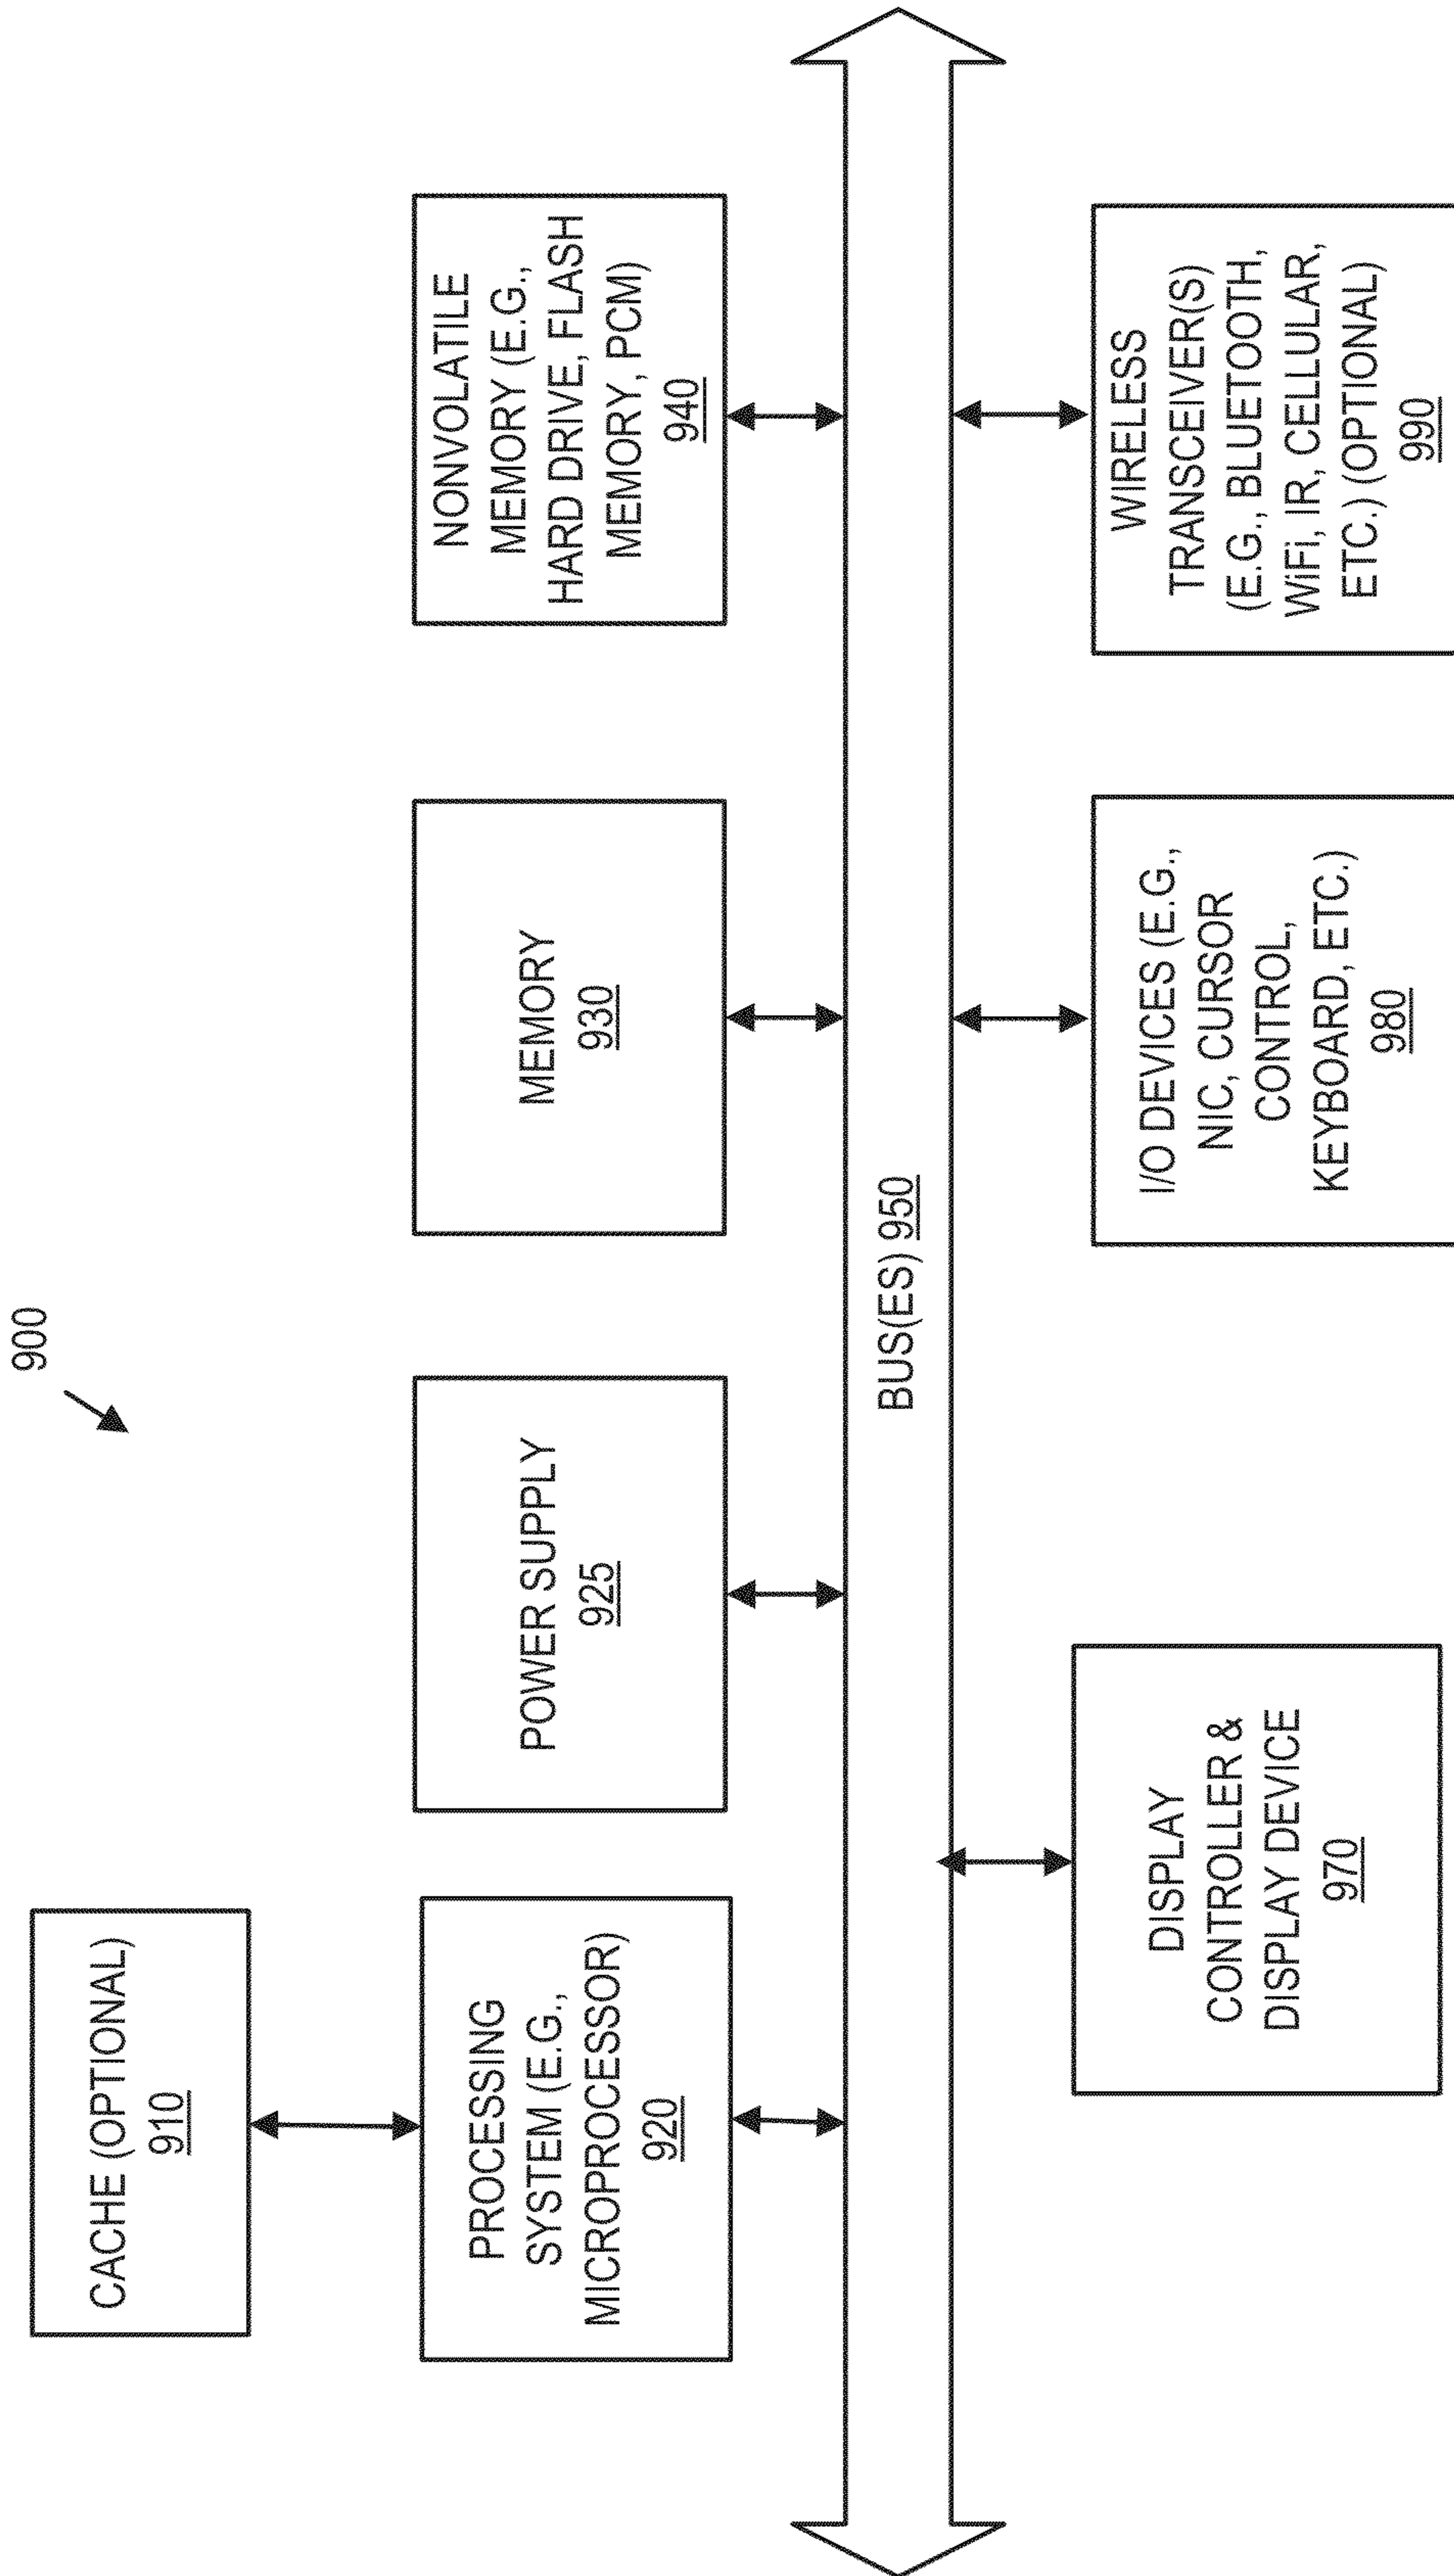 900
CACHE (OPTIONAL)
910
PROCESSING
SYSTEM (E.G.,
MICROPROCESSOR)
920
POWER SUPPLY
925
MEMORY
930
NONVOLATILE
MEMORY (E.G.,
HARD DRIVE, FLASH
MEMORY, PCM)
940
BUS(ES) 950
DISPLAY
CONTROLLER &
DISPLAY DEVICE
970
I/O DEVICES (E.G.,
NIC, CURSOR
CONTROL,
KEYBOARD, ETC.)
980
WIRELESS
TRANSCEIVER(S)
(E.G., BLUETOOTH,
WiFi, IR, CELLULAR,
ETC.) (OPTIONAL)
990